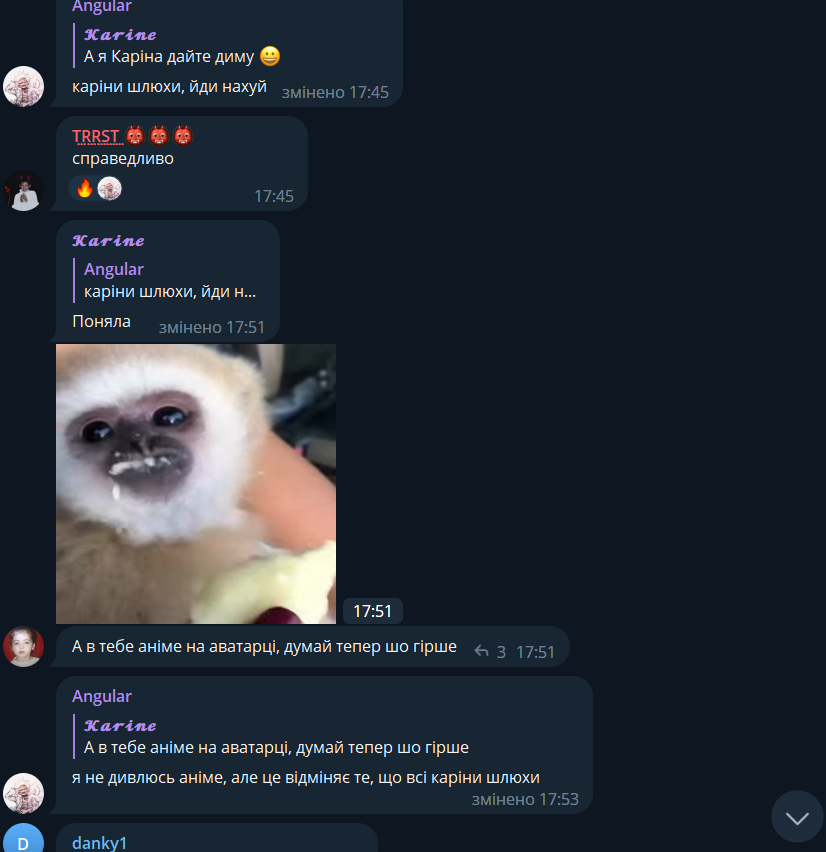 Angular
𝓚𝓪𝓻𝓲𝓷𝓮
А я Каріна дайте диму 😀
каріни шлюхи, йди нахуй
змінено 17:45
TRRST 👹👹👹
справедливо
🔥
17:45
𝓚𝓪𝓻𝓲𝓷𝓮
Angular
каріни шлюхи, йди н...
Поняла
змінено 17:51
17:51
А в тебе аніме на аватарці, думай тепер шо гірше
3 17:51
Angular
𝓚𝓪𝓻𝓲𝓷𝓮
А в тебе аніме на аватарці, думай тепер шо гірше
я не дивлюсь аніме, але це відміняє те, що всі каріни шлюхи
змінено 17:53
D
danky1